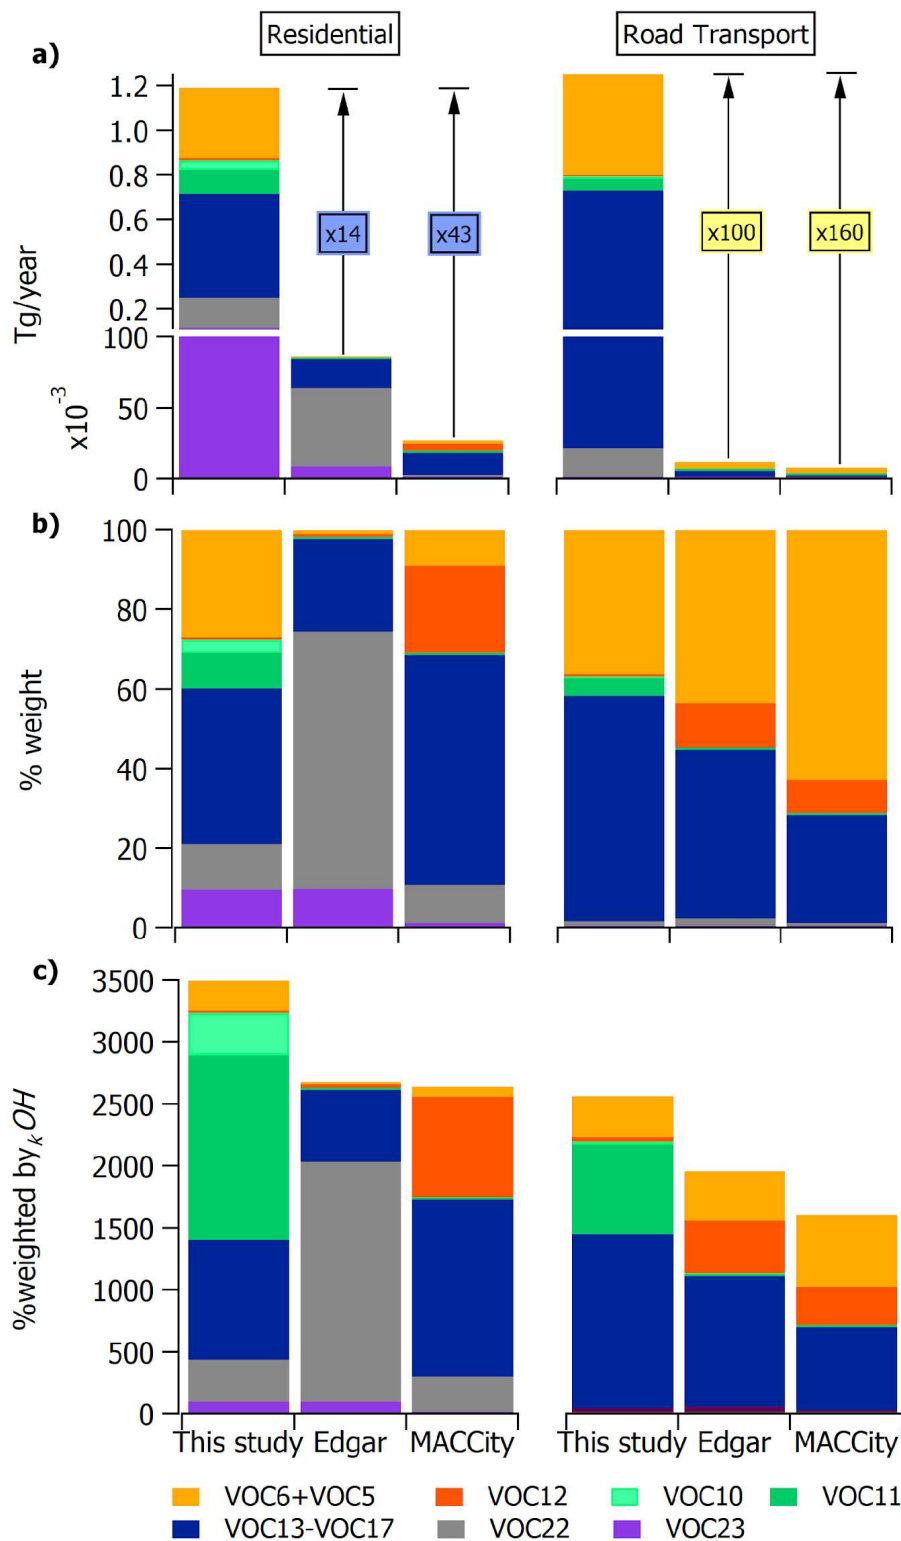 Residential
Road Transport
a)
1.2
1.0
0.8
0.6
0.4
0.2
100
50
0
Tg/year
x10-3
x14
x43
x100
x160
b)
100
80
60
40
20
0
% weight
c)
3500
3000
2500
2000
1500
1000
500
0
%weighted by kOH
This study Edgar MACCity
This study Edgar MACCity
VOC6+VOC5 VOC12 VOC10 VOC11
VOC13-VOC17 VOC22 VOC23